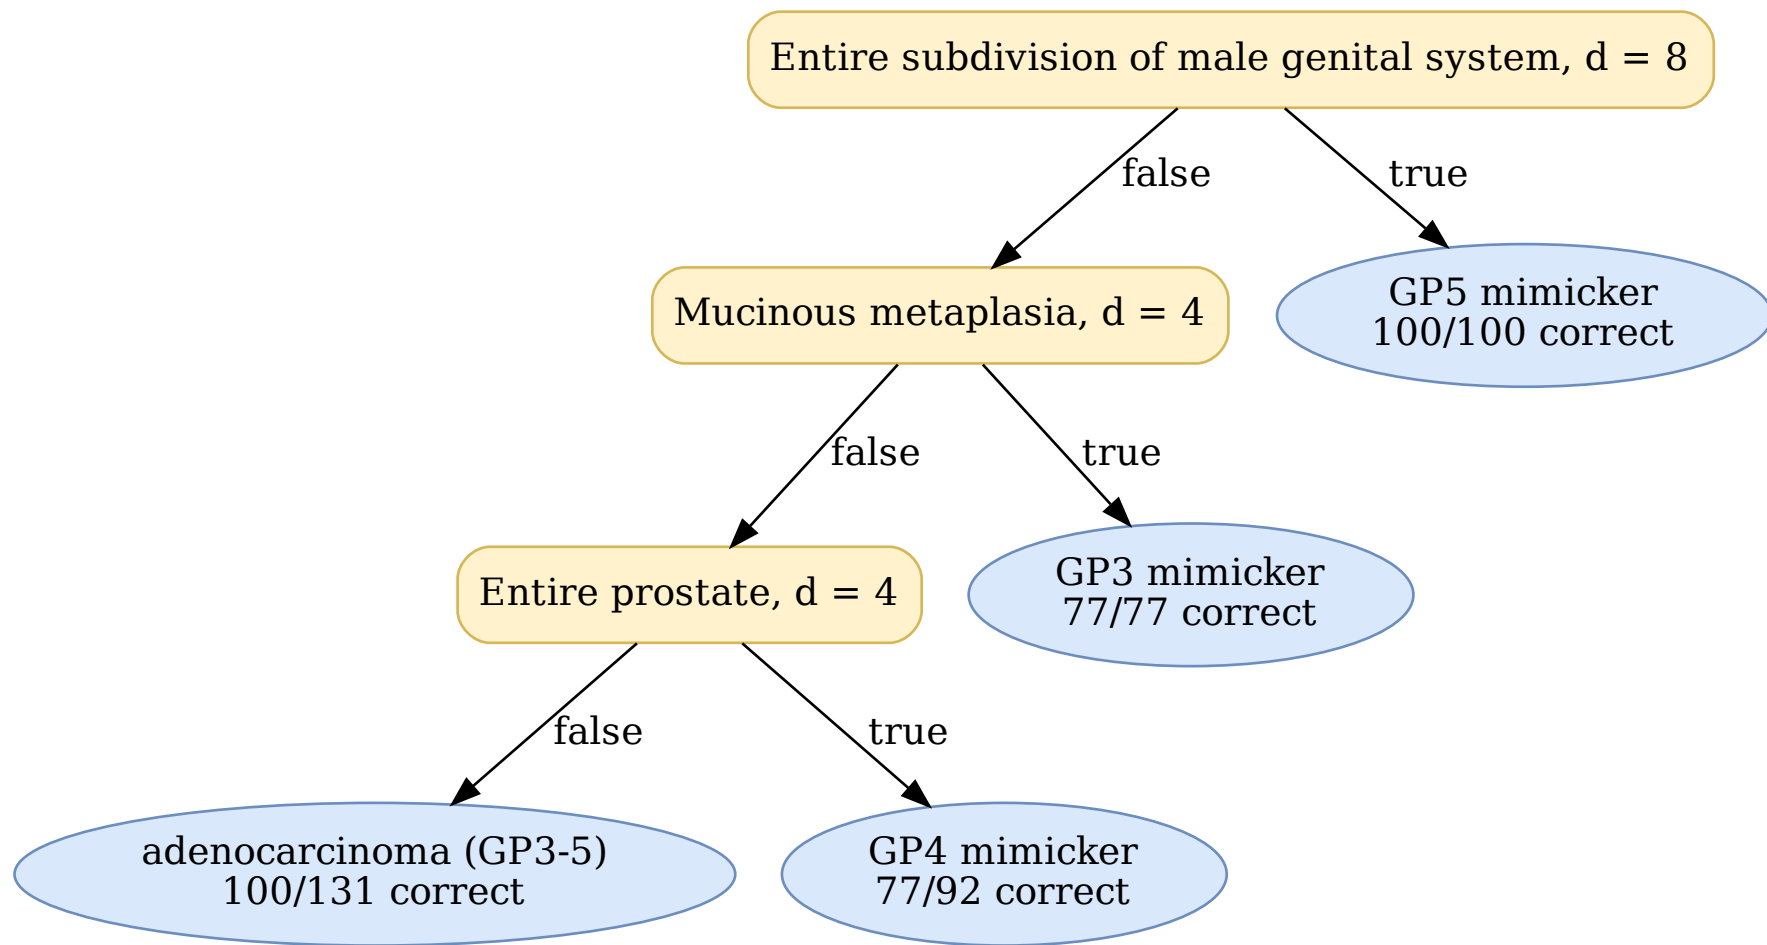 Entire subdivision of male genital system, d = 8
false
true
Mucinous metaplasia, d = 4
GP5 mimicker
100/100 correct
false
true
Entire prostate, d = 4
GP3 mimicker
77/77 correct
false
true
adenocarcinoma (GP3-5)
100/131 correct
GP4 mimicker
77/92 correct